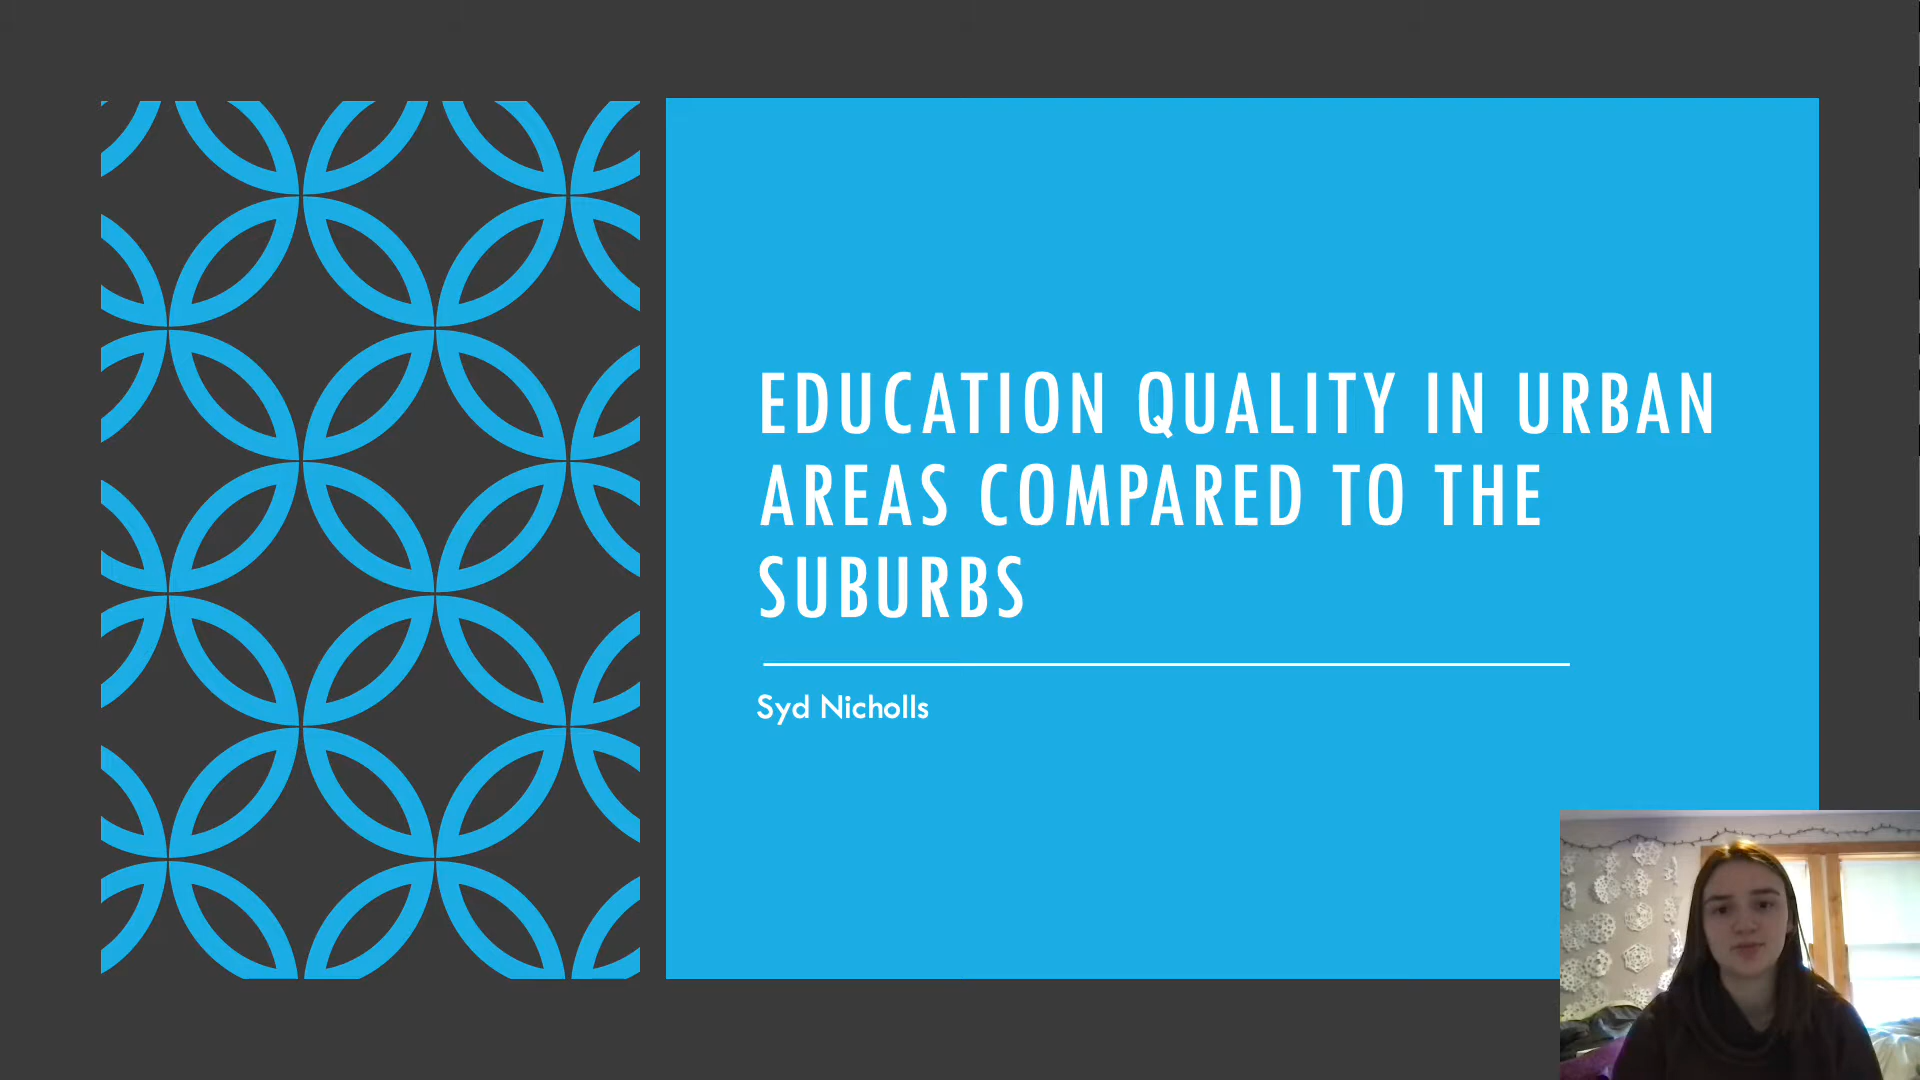 EDUCATION QUALITY IN URBAN
AREAS COMPARED TO THE
SUBURBS
Syd Nicholls